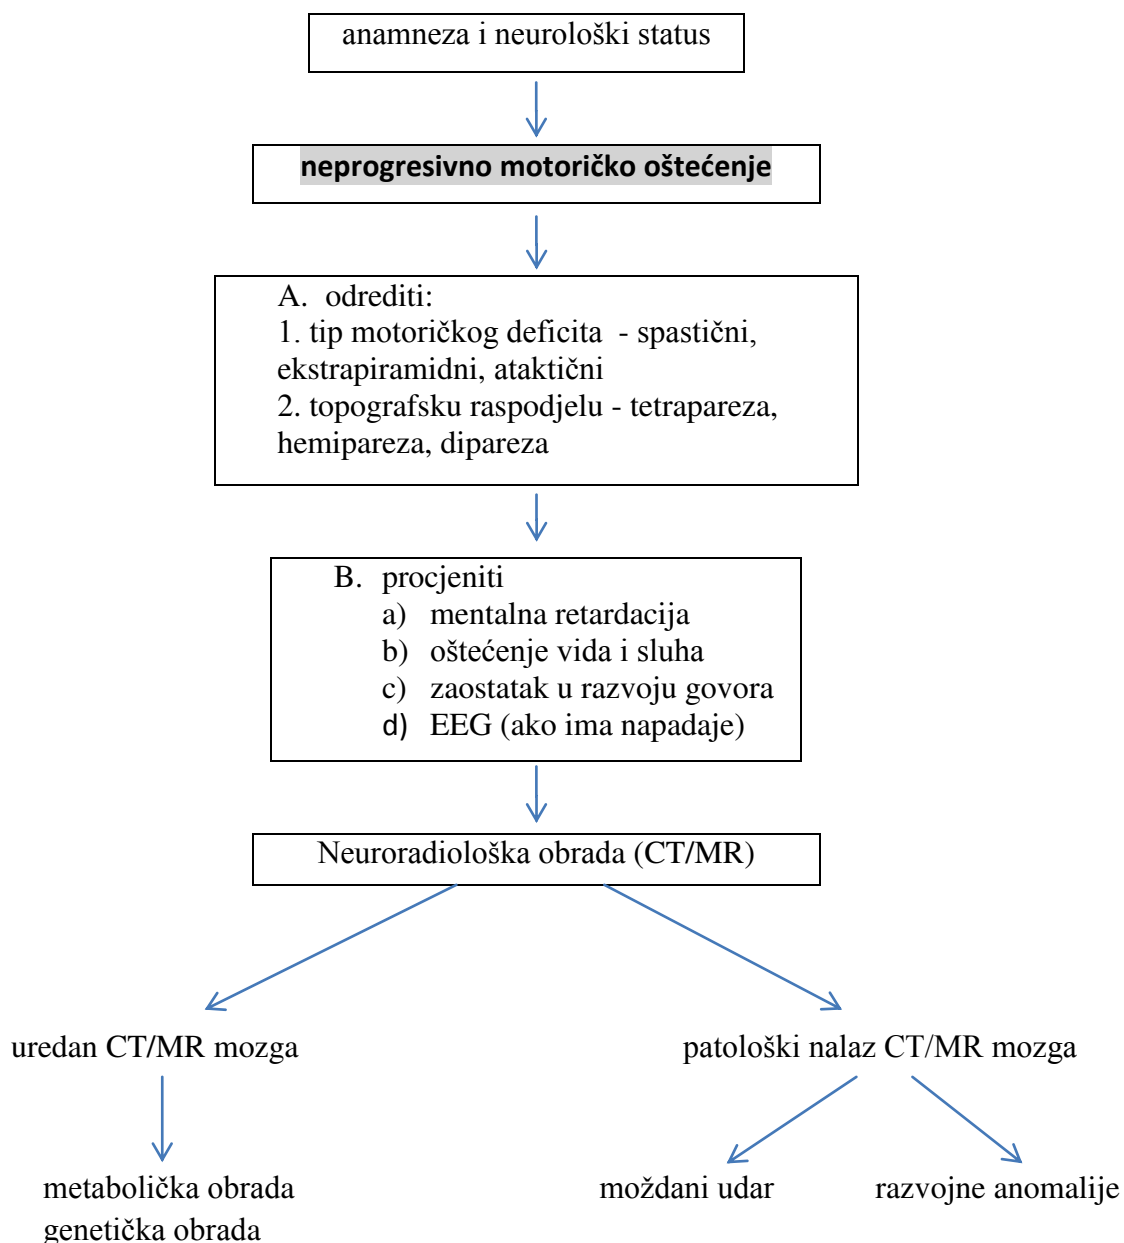 anamneza i neurološki status
neprogresivno motoričko oštećenje
A. odrediti:
1. tip motoričkog deficita - spastični,
ekstrapiramidni, ataktični
2. topografsku raspodjelu - tetrapareza,
hemipareza, dipareza
B. procjeniti
a) mentalna retardacija
b) oštećenje vida i sluha
c) zaostatak u razvoju govora
d) EEG (ako ima napadaje)
Neuroradiološka obrada (CT/MR)
uredan CT/MR mozga
patološki nalaz CT/MR mozga
metabolička obrada
genetička obrada
moždani udar
razvojne anomalije